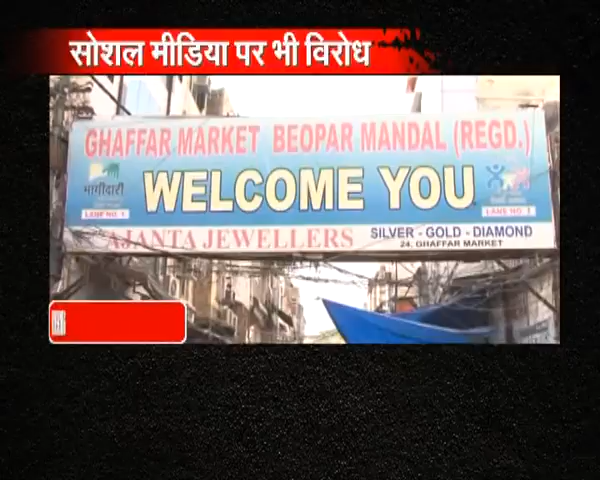 सोशल मीडिया पर भी विरोध
GHAFFAR MARKET BEOPAR MANDAL (REGD.)
भागीदारी
WELCOME YOU
LANE NO. 1
LANE NO. 1
AJANTA JEWELLERS
SILVER - GOLD - DIAMOND
24, GHAFFAR MARKET